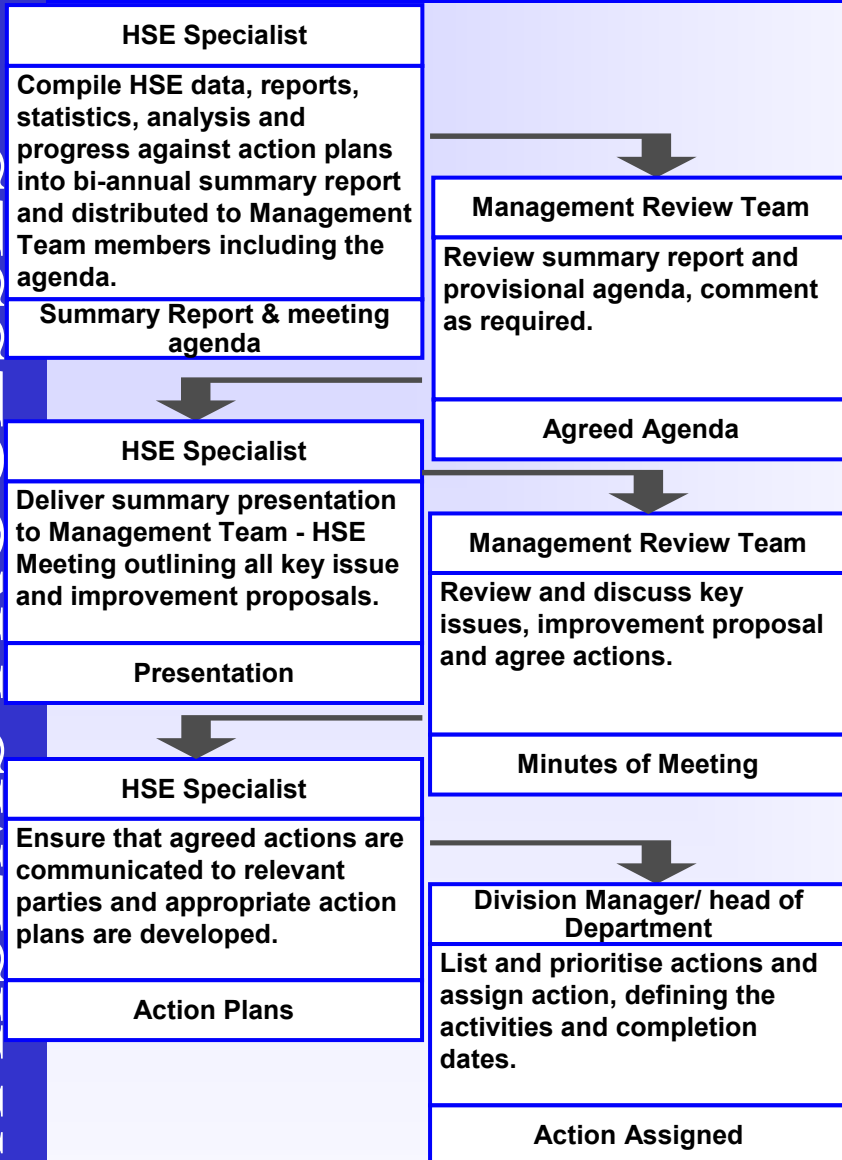 HSE Specialist
Compile HSE data, reports,
statistics, analysis and
progress against action plans
into bi-annual summary report
and distributed to Management
Team members including the
agenda.
Summary Report & meeting
agenda
Management Review Team
Review summary report and
provisional agenda, comment
as required.
Agreed Agenda
HSE Specialist
Deliver summary presentation
to Management Team - HSE
Meeting outlining all key issue
and improvement proposals.
Presentation
Management Review Team
Review and discuss key
issues, improvement proposal
and agree actions.
Minutes of Meeting
HSE Specialist
Ensure that agreed actions are
communicated to relevant
parties and appropriate action
plans are developed.
Action Plans
Division Manager/ head of
Department
List and prioritise actions and
assign action, defining the
activities and completion
dates.
Action Assigned